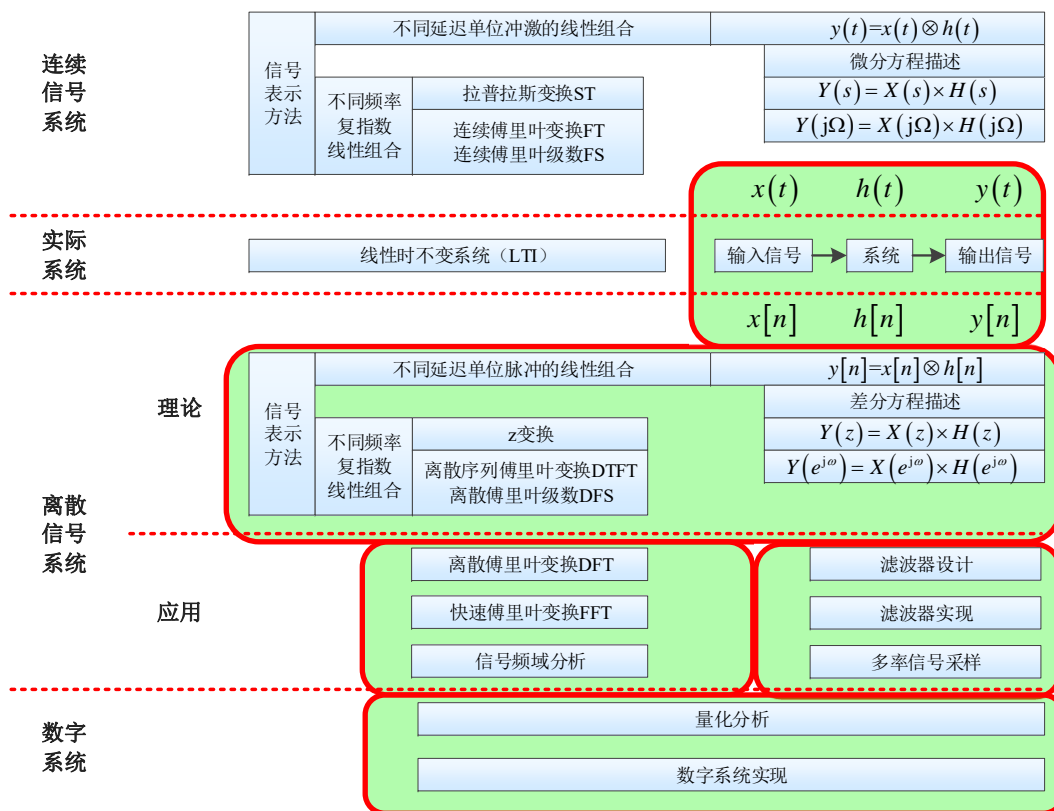 连续
信号
系统
信号
表示
方法
不同延迟单位冲激的线性组合
y(t)=x(t)⊗h(t)
微分方程描述
不同频率
复指数
线性组合
拉普拉斯变换ST
连续傅里叶变换FT
连续傅里叶级数FS
Y(s)=X(s)×H(s)
Y(jΩ)=X(jΩ)×H(jΩ)
x(t) h(t) y(t)
实际
系统
线性时不变系统（LTI）
输入信号 系统 输出信号
x[n] h[n] y[n]
离散
信号
系统
理论
信号
表示
方法
不同延迟单位脉冲的线性组合
y[n]=x[n]⊗h[n]
差分方程描述
不同频率
复指数
线性组合
z变换
离散序列傅里叶变换DTFT
离散傅里叶级数DFS
Y(z)=X(z)×H(z)
Y(e^{jω})=X(e^{jω})×H(e^{jω})
应用
离散傅里叶变换DFT
快速傅里叶变换FFT
信号频域分析
滤波器设计
滤波器实现
多率信号采样
数字
系统
量化分析
数字系统实现